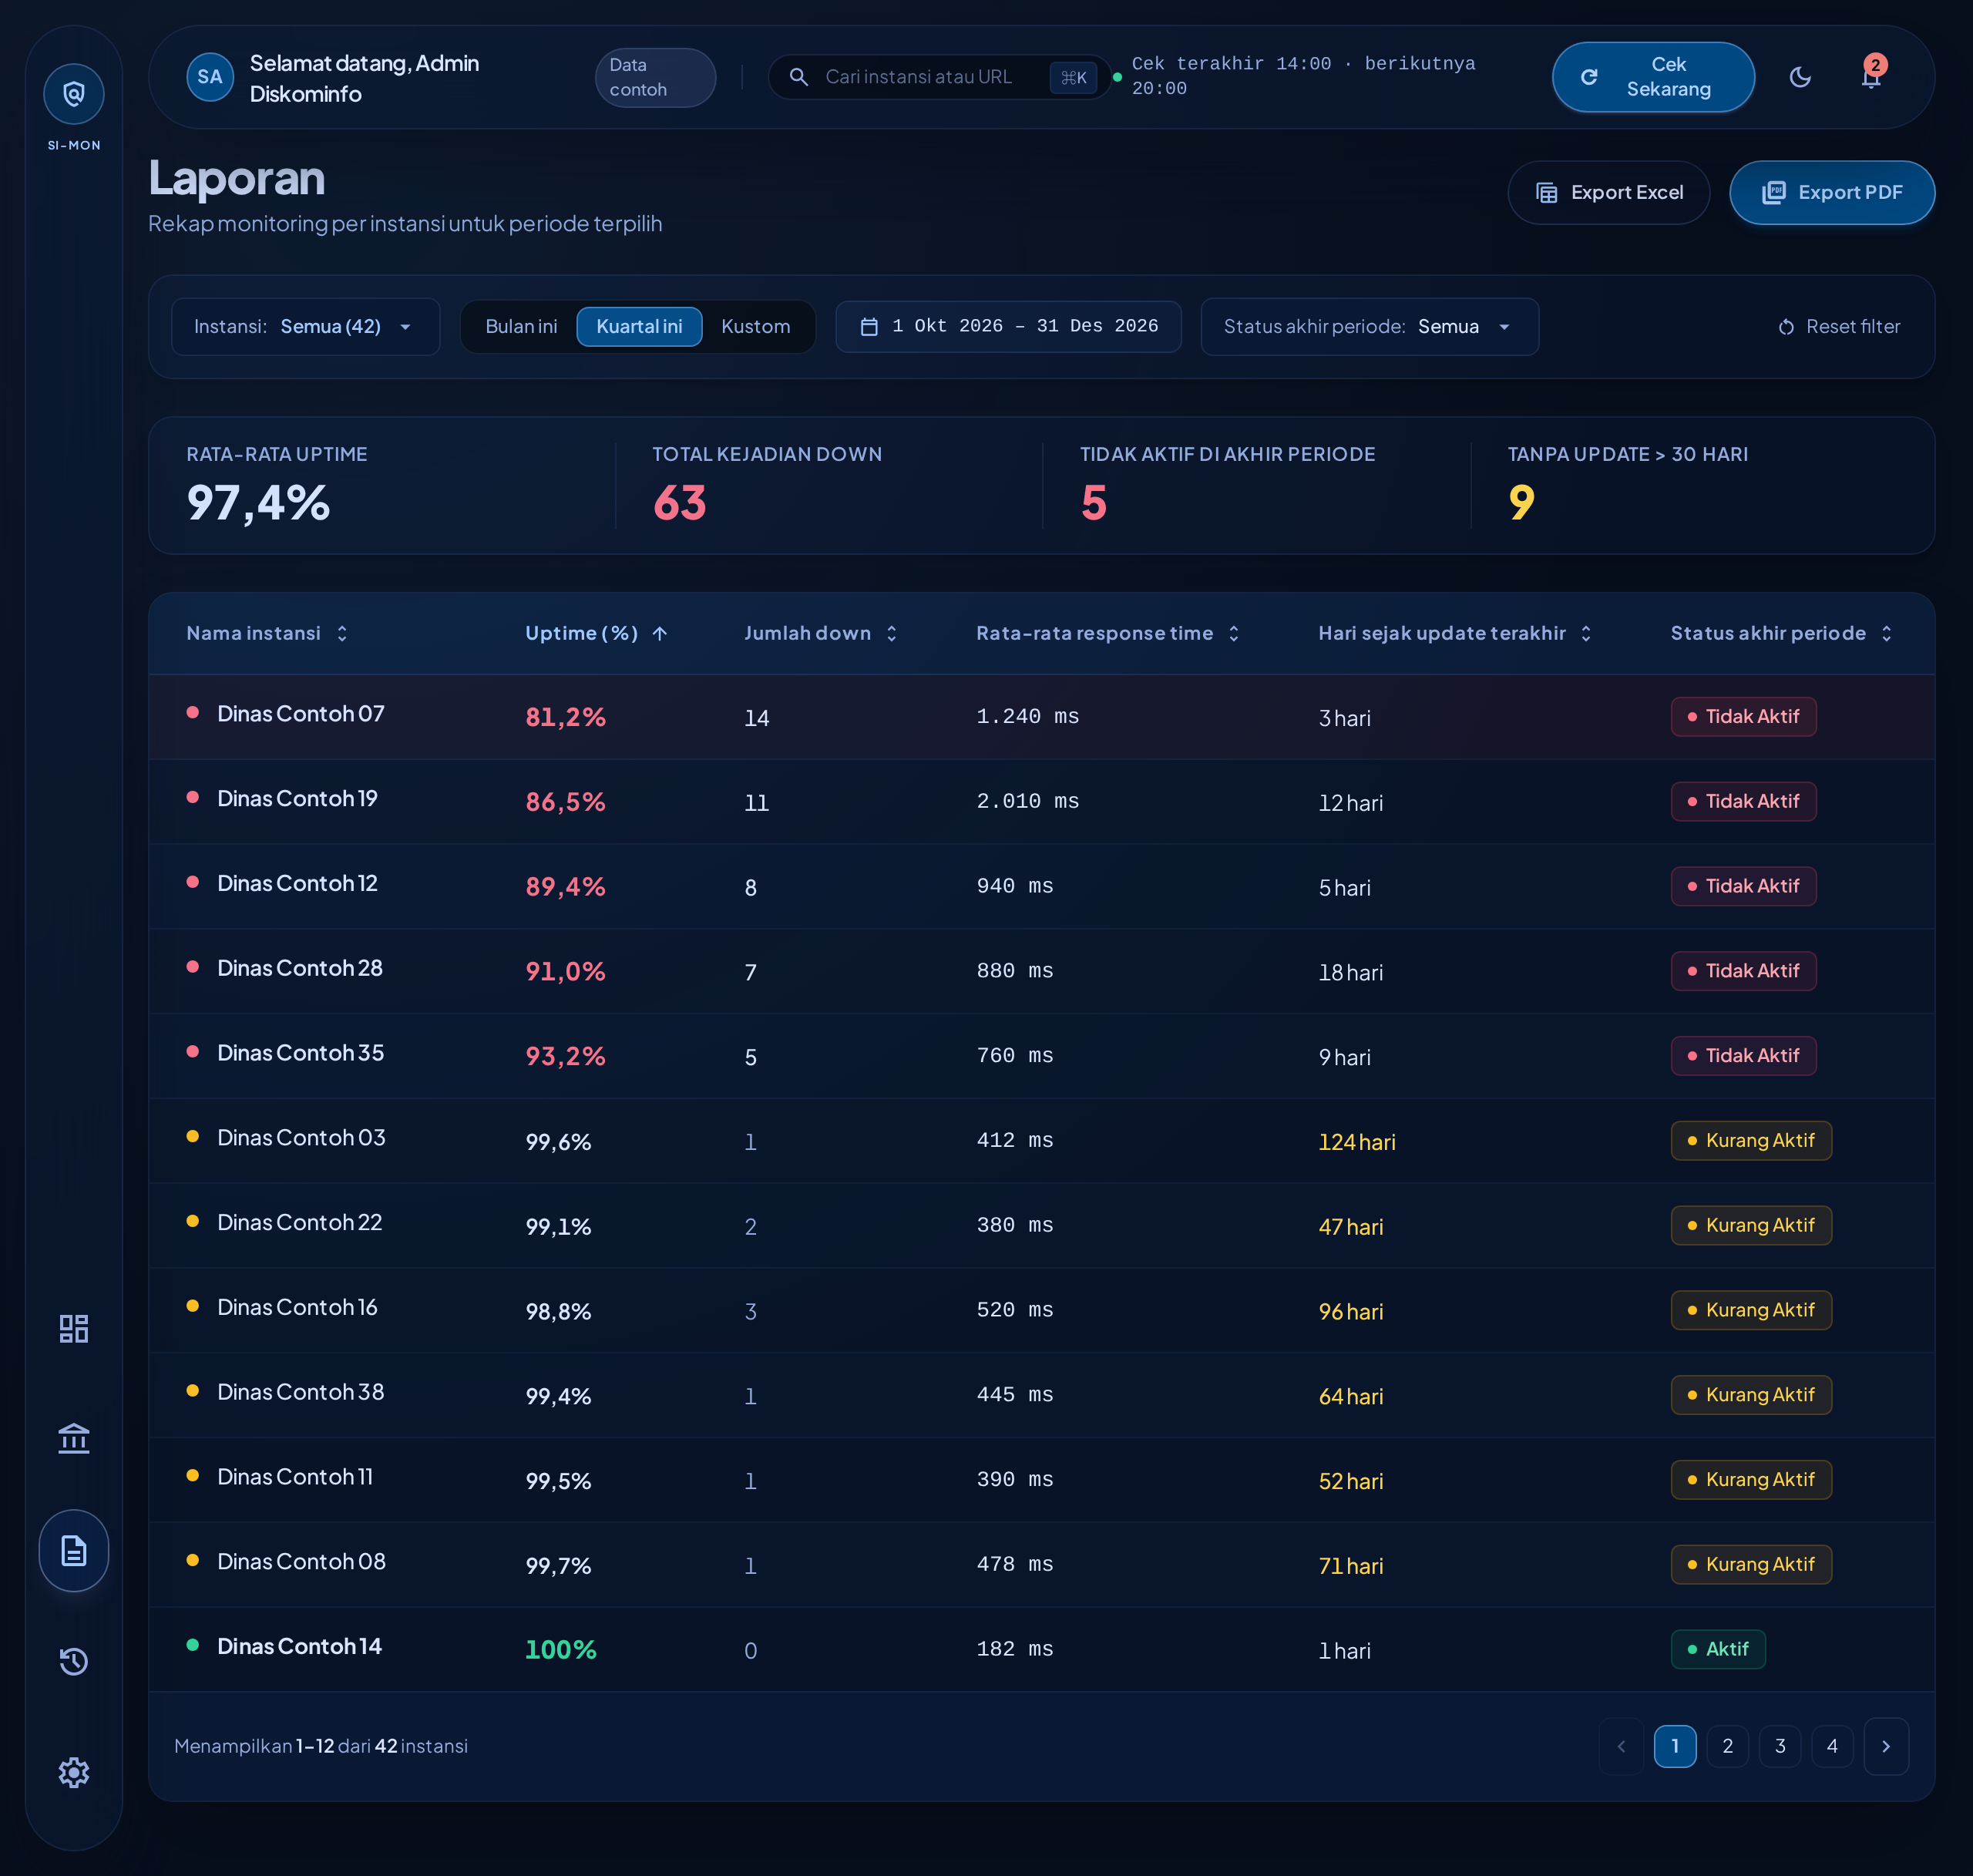 SA
Selamat datang, Admin
Diskominfo
Data
contoh
Cari instansi atau URL
⌘K
Cek terakhir 14:00 · berikutnya
20:00
Cek
Sekarang
2
SI-MON
Laporan
Rekap monitoring per instansi untuk periode terpilih
Export Excel
PDF
Export PDF
Instansi: Semua (42)
Bulan ini
Kuartal ini
Kustom
1 Okt 2026 – 31 Des 2026
Status akhir periode: Semua
Reset filter
RATA-RATA UPTIME
97,4%
TOTAL KEJADIAN DOWN
63
TIDAK AKTIF DI AKHIR PERIODE
5
TANPA UPDATE > 30 HARI
9
Nama instansi Uptime (%) Jumlah down Rata-rata response time Hari sejak update terakhir Status akhir periode
Dinas Contoh 07 81,2% 14 1.240 ms 3 hari Tidak Aktif
Dinas Contoh 19 86,5% 11 2.010 ms 12 hari Tidak Aktif
Dinas Contoh 12 89,4% 8 940 ms 5 hari Tidak Aktif
Dinas Contoh 28 91,0% 7 880 ms 18 hari Tidak Aktif
Dinas Contoh 35 93,2% 5 760 ms 9 hari Tidak Aktif
Dinas Contoh 03 99,6% 1 412 ms 124 hari Kurang Aktif
Dinas Contoh 22 99,1% 2 380 ms 47 hari Kurang Aktif
Dinas Contoh 16 98,8% 3 520 ms 96 hari Kurang Aktif
Dinas Contoh 38 99,4% 1 445 ms 64 hari Kurang Aktif
Dinas Contoh 11 99,5% 1 390 ms 52 hari Kurang Aktif
Dinas Contoh 08 99,7% 1 478 ms 71 hari Kurang Aktif
Dinas Contoh 14 100% 0 182 ms 1 hari Aktif
Menampilkan 1–12 dari 42 instansi
1 2 3 4